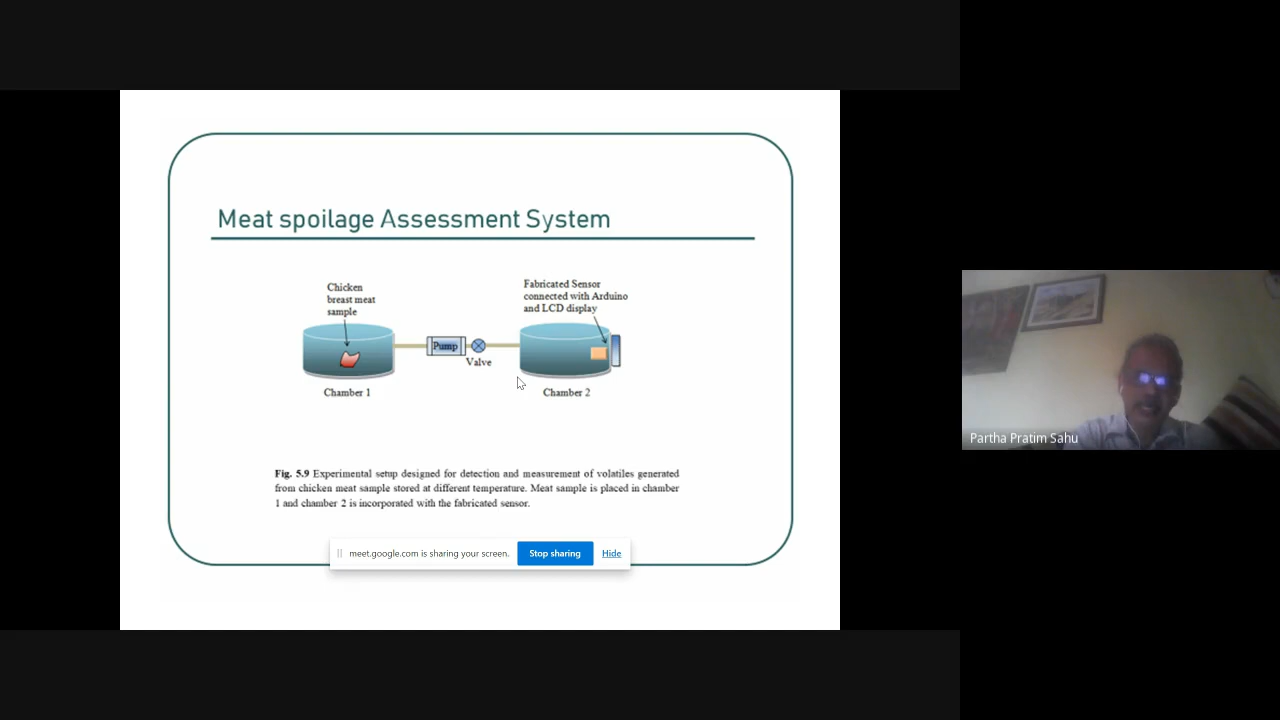 Meat spoilage Assessment System
Chicken
breast meat
sample
Fabricated Sensor
connected with Arduino
and LCD display
Pump
Valve
Chamber 1
Chamber 2
Fig. 5.9 Experimental setup designed for detection and measurement of volatiles generated
from chicken meat sample stored at different temperature. Meat sample is placed in chamber
1 and chamber 2 is incorporated with the fabricated sensor.
meet.google.com is sharing your screen.
Stop sharing
Hide
Partha Pratim Sahu